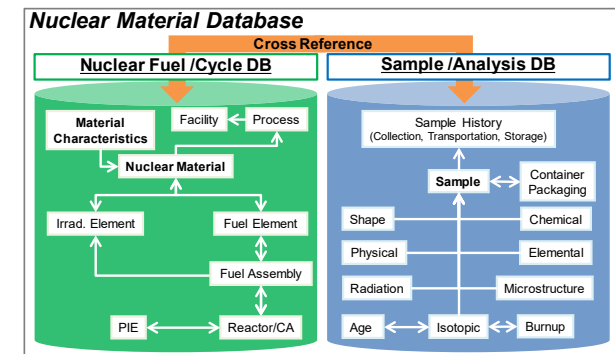 Nuclear Material Database
Cross Reference
Nuclear Fuel /Cycle DB
Sample /Analysis DB
Material
Characteristics
Facility
Process
Nuclear Material
Irrad. Element
Fuel Element
Fuel Assembly
PIE
Reactor/CA
Sample History
(Collection, Transportation, Storage)
Sample
Container
Packaging
Shape
Chemical
Physical
Elemental
Radiation
Microstructure
Age
Isotopic
Burnup